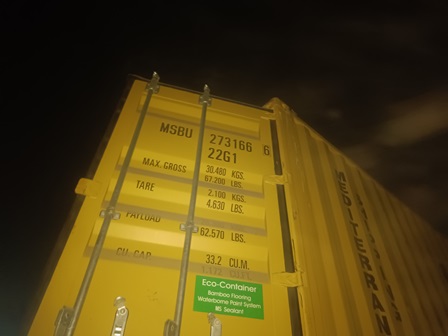 MSBU 273166 6
22G1
MAX. GROSS 30.480 KGS.
67.200 LBS.
TARE 2.100 KGS.
4.630 LBS.
PAYLOAD
62.570 LBS.
CU. CAP. 33.2 CU.M.
Eco-Container
Bamboo Flooring
Waterborne Paint System
MS Sealant